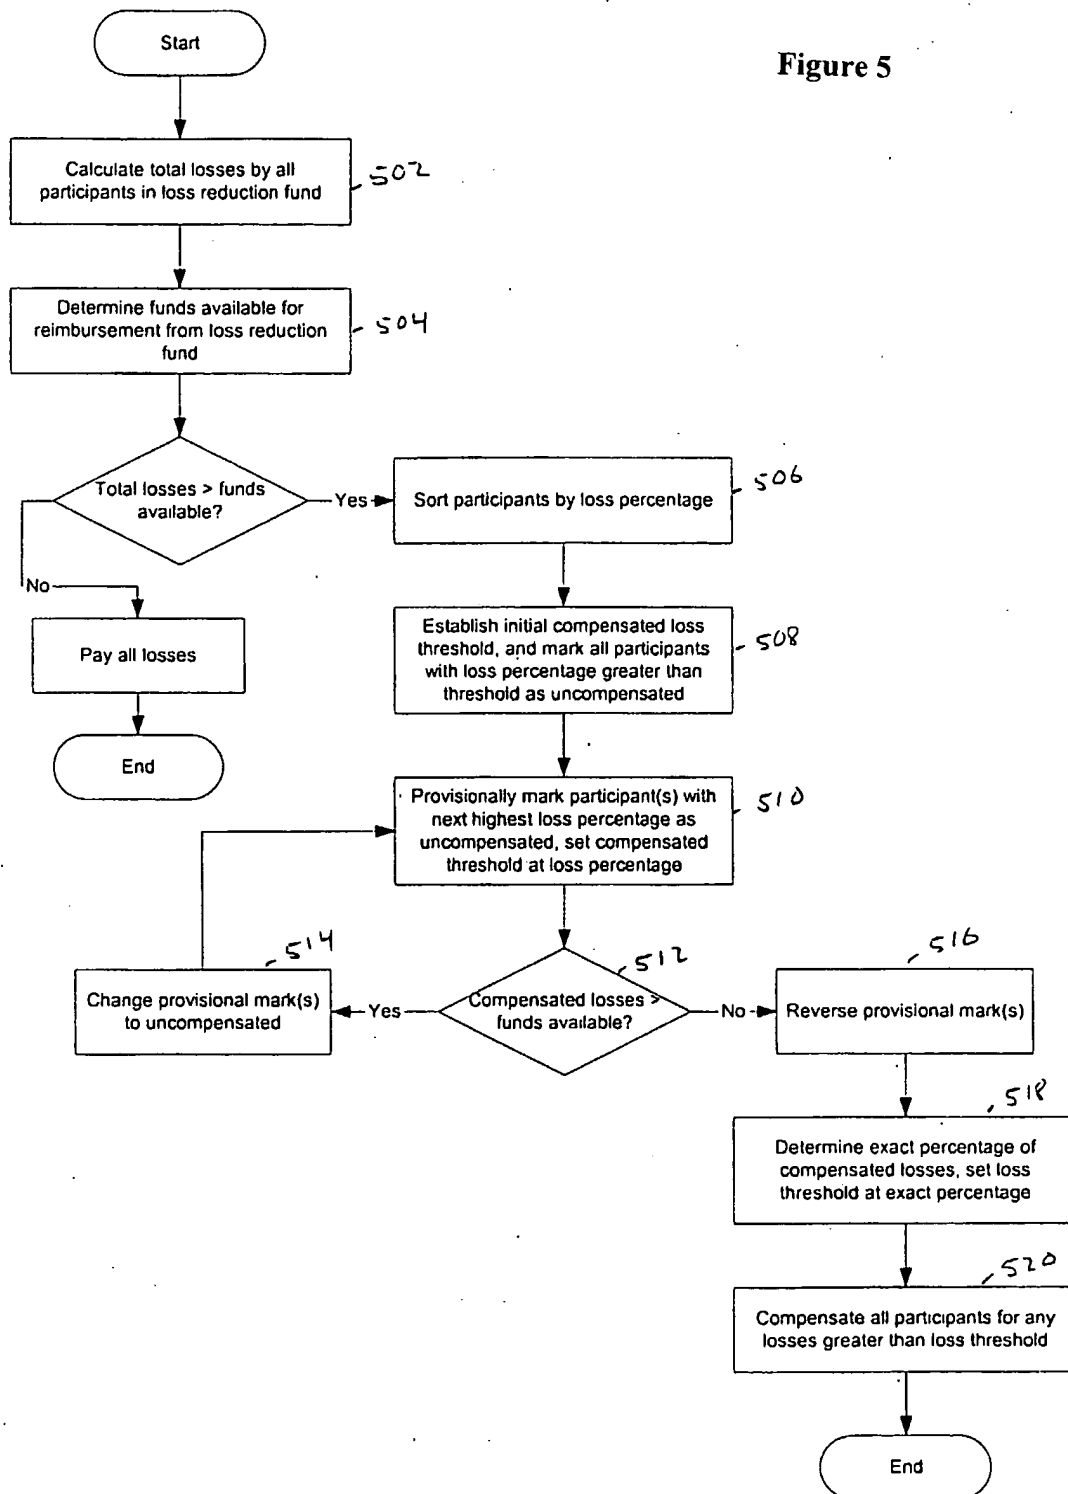 Start
Figure 5
Calculate total losses by all
participants in loss reduction fund
502
Determine funds available for
reimbursement from loss reduction
fund
504
Total losses > funds
available?
Yes
Sort participants by loss percentage
506
No
Pay all losses
End
Establish initial compensated loss
threshold, and mark all participants
with loss percentage greater than
threshold as uncompensated
508
Provisionally mark participant(s) with
next highest loss percentage as
uncompensated, set compensated
threshold at loss percentage
510
Compensated losses >
funds available?
512
Yes
Change provisional mark(s)
to uncompensated
514
No
Reverse provisional mark(s)
516
Determine exact percentage of
compensated losses, set loss
threshold at exact percentage
518
Compensate all participants for any
losses greater than loss threshold
520
End